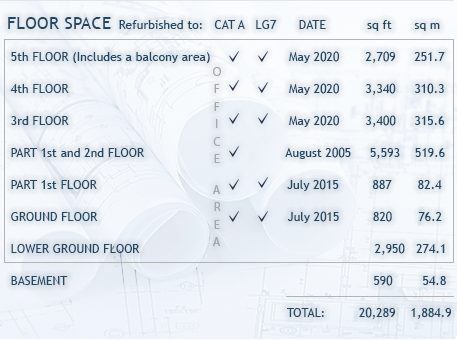 FLOOR SPACE Refurbished to: CAT A LG7 DATE sq ft sq m
5th FLOOR (Includes a balcony area) ✓ ✓ May 2020 2,709 251.7
4th FLOOR ✓ ✓ May 2020 3,340 310.3
3rd FLOOR ✓ ✓ May 2020 3,400 315.6
PART 1st and 2nd FLOOR ✓ August 2005 5,593 519.6
PART 1st FLOOR ✓ ✓ July 2015 887 82.4
GROUND FLOOR ✓ ✓ July 2015 820 76.2
LOWER GROUND FLOOR 2,950 274.1
OFFICE AREA
BASEMENT 590 54.8
TOTAL: 20,289 1,884.9